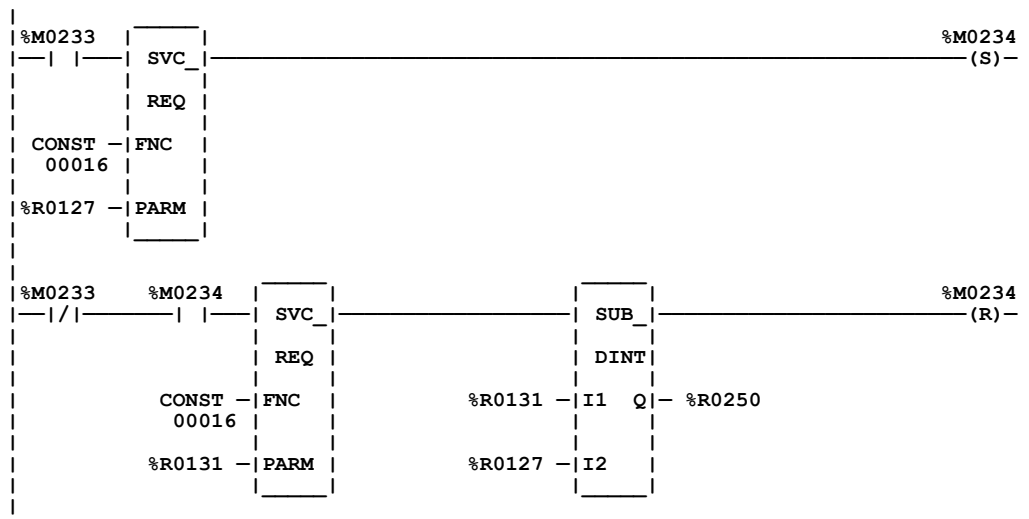 %M0233 %M0234
SVC_ (S)
REQ
CONST FNC
00016
%R0127 PARM
%M0233 %M0234 %M0234
SVC_ SUB_ (R)
REQ DINT
CONST FNC %R0131 I1 Q %R0250
00016
%R0131 PARM %R0127 I2